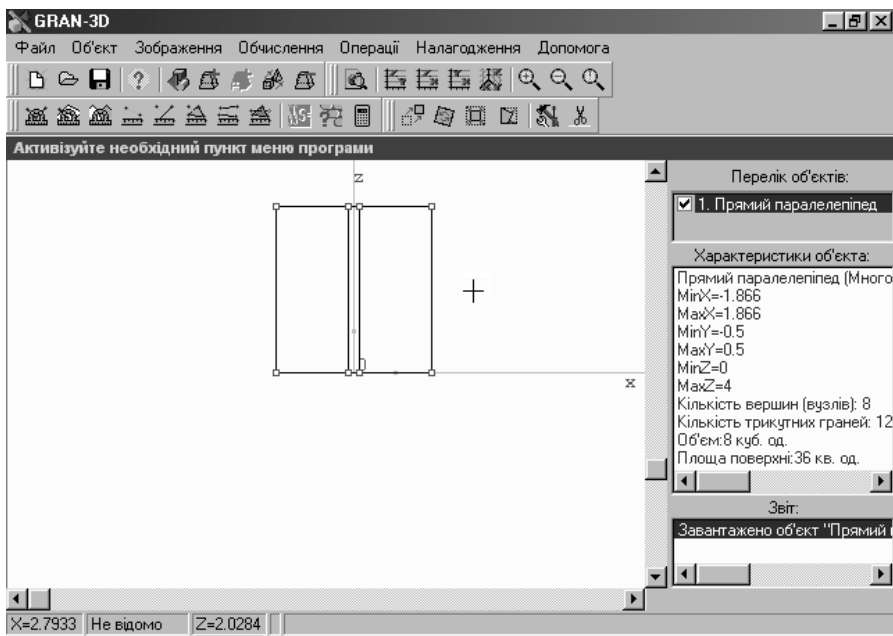 GRAN-3D
Файл Об'єкт Зображення Обчислення Операції Налагодження Допомога
Активізуйте необхідний пункт меню програми
z
0
x
Перелік об'єктів:
1. Прямий паралелепіпед
Характеристики об'єкта:
Прямий паралелепіпед (Много
MinX=-1.866
MaxX=1.866
MinY=-0.5
MaxY=0.5
MinZ=0
MaxZ=4
Кількість вершин (вузлів): 8
Кількість трикутних граней: 12
Об'єм:8 куб. од.
Площа поверхні:36 кв. од.
Звіт:
Завантажено об'єкт "Прямий
X=2.7933 Не відомо Z=2.0284